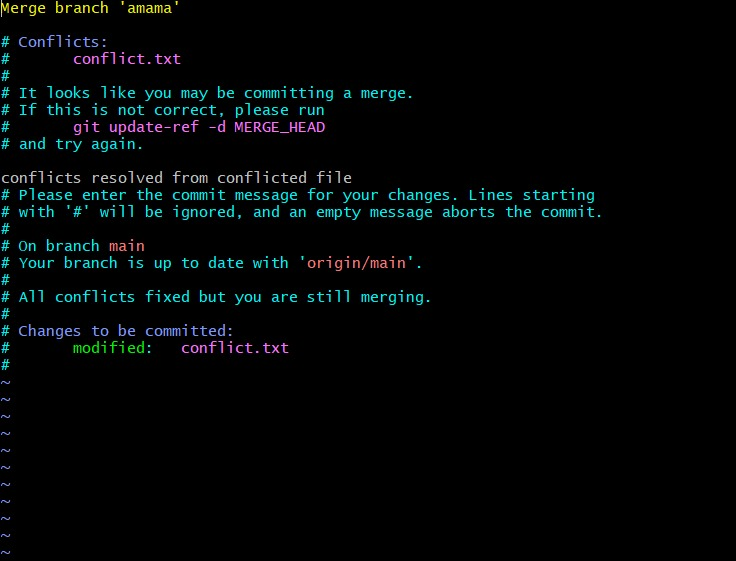 Merge branch 'amama'

# Conflicts:
#       conflict.txt
#
# It looks like you may be committing a merge.
# If this is not correct, please run
#       git update-ref -d MERGE_HEAD
# and try again.

conflicts resolved from conflicted file
# Please enter the commit message for your changes. Lines starting
# with '#' will be ignored, and an empty message aborts the commit.
#
# On branch main
# Your branch is up to date with 'origin/main'.
#
# All conflicts fixed but you are still merging.
#
# Changes to be committed:
#       modified:   conflict.txt
#
~
~
~
~
~
~
~
~
~
~
~